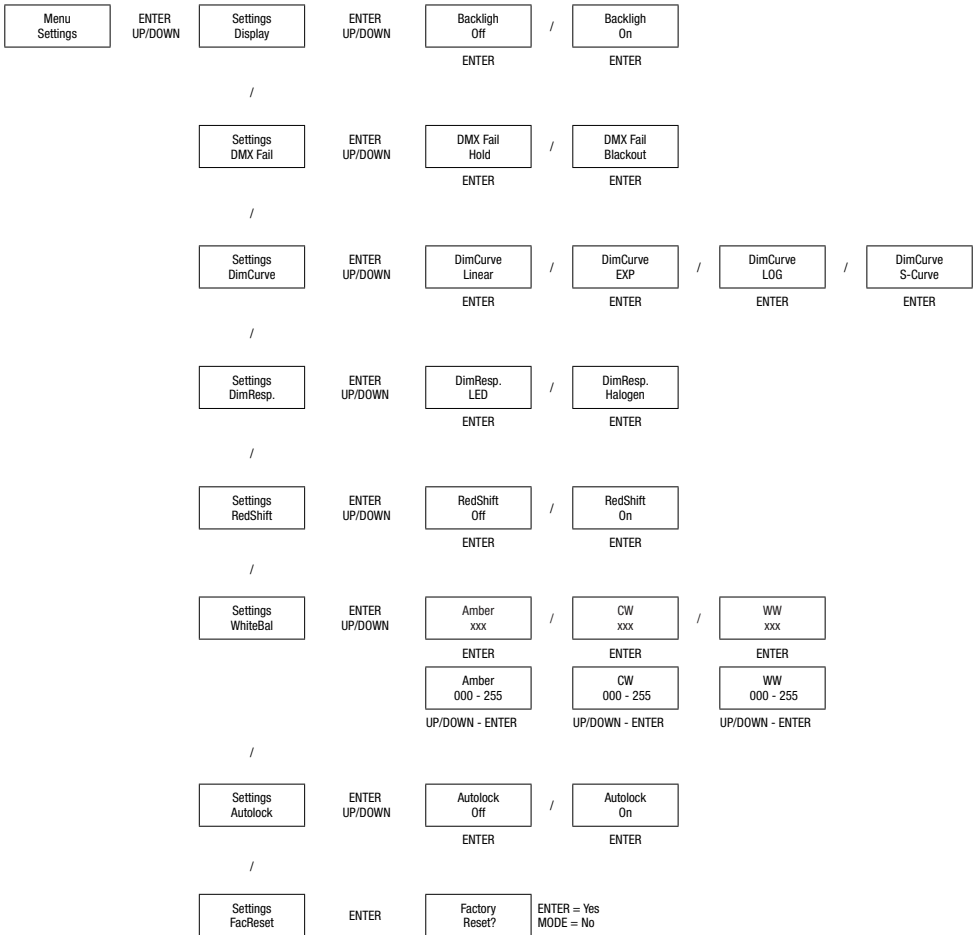 Menu
Settings
ENTER
UP/DOWN
Settings
Display
ENTER
UP/DOWN
Backligh
Off
/
Backligh
On
ENTER
ENTER
/
Settings
DMX Fail
ENTER
UP/DOWN
DMX Fail
Hold
/
DMX Fail
Blackout
ENTER
ENTER
/
Settings
DimCurve
ENTER
UP/DOWN
DimCurve
Linear
/
DimCurve
EXP
/
DimCurve
LOG
/
DimCurve
S-Curve
ENTER
ENTER
ENTER
ENTER
/
Settings
DimResp.
ENTER
UP/DOWN
DimResp.
LED
/
DimResp.
Halogen
ENTER
ENTER
/
Settings
RedShift
ENTER
UP/DOWN
RedShift
Off
/
RedShift
On
ENTER
ENTER
/
Settings
WhiteBal
ENTER
UP/DOWN
Amber
xxx
/
CW
xxx
/
WW
xxx
ENTER
ENTER
ENTER
Amber
000 - 255
CW
000 - 255
WW
000 - 255
UP/DOWN - ENTER
UP/DOWN - ENTER
UP/DOWN - ENTER
/
Settings
Autolock
ENTER
UP/DOWN
Autolock
Off
/
Autolock
On
ENTER
ENTER
/
Settings
FacReset
ENTER
Factory
Reset?
ENTER = Yes
MODE = No